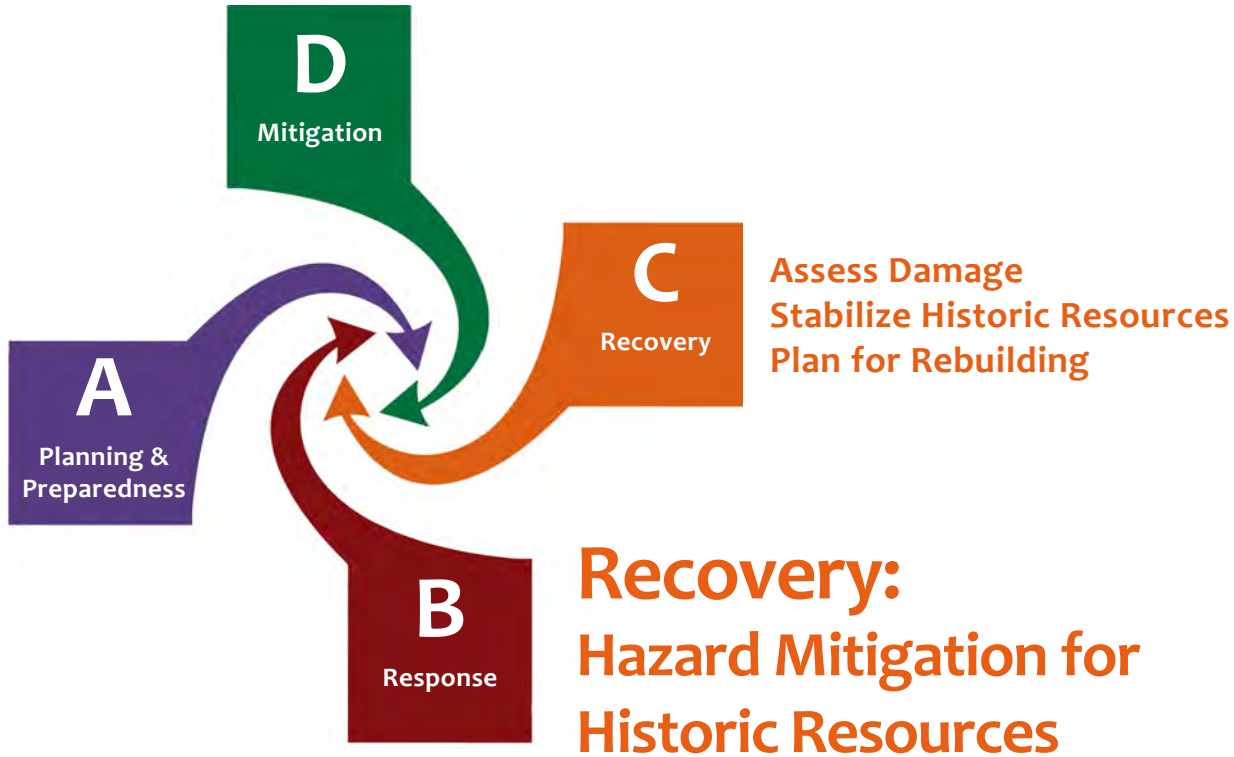 D
Mitigation
C
Recovery
Assess Damage
Stabilize Historic Resources
Plan for Rebuilding
A
Planning &
Preparedness
B
Response
Recovery:
Hazard Mitigation for
Historic Resources